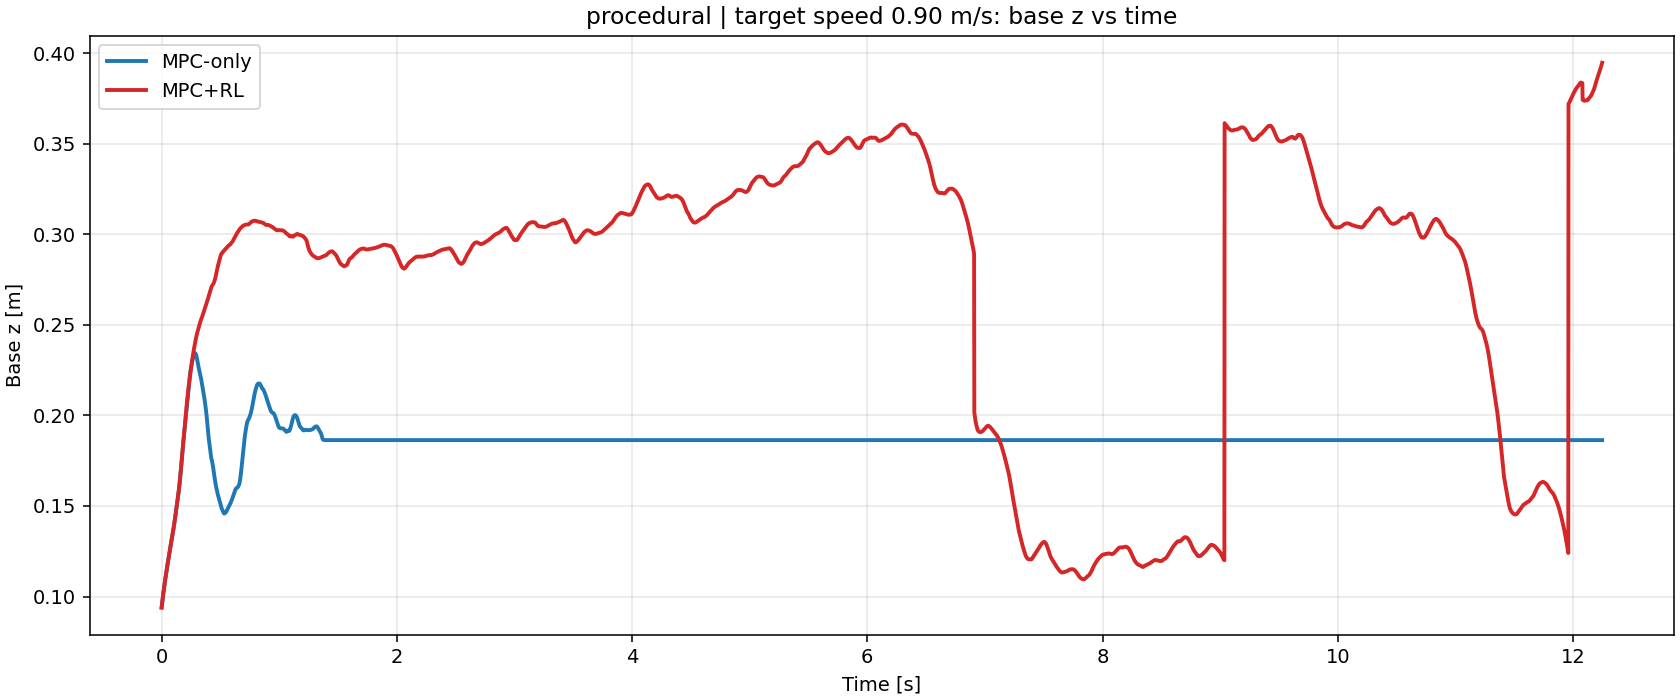 procedural | target speed 0.90 m/s: base z vs time
MPC-only
MPC+RL
Base z [m]
0.40
0.35
0.30
0.25
0.20
0.15
0.10
0 2 4 6 8 10 12
Time [s]